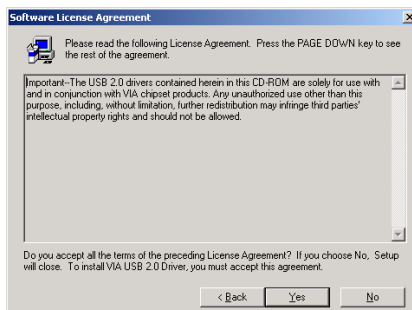 Software License Agreement
Please read the following License Agreement. Press the PAGE DOWN key to see
the rest of the agreement.
Important--The USB 2.0 drivers contained herein in this CD-ROM are solely for use with
and in conjunction with VIA chipset products. Any unauthorized use other than this
purpose, including, without limitation, further redistribution may infringe third parties'
intellectual property rights and should not be allowed.
Do you accept all the terms of the preceding License Agreement? If you choose No, Setup
will close. To install VIA USB 2.0 Driver, you must accept this agreement.
< Back Yes No